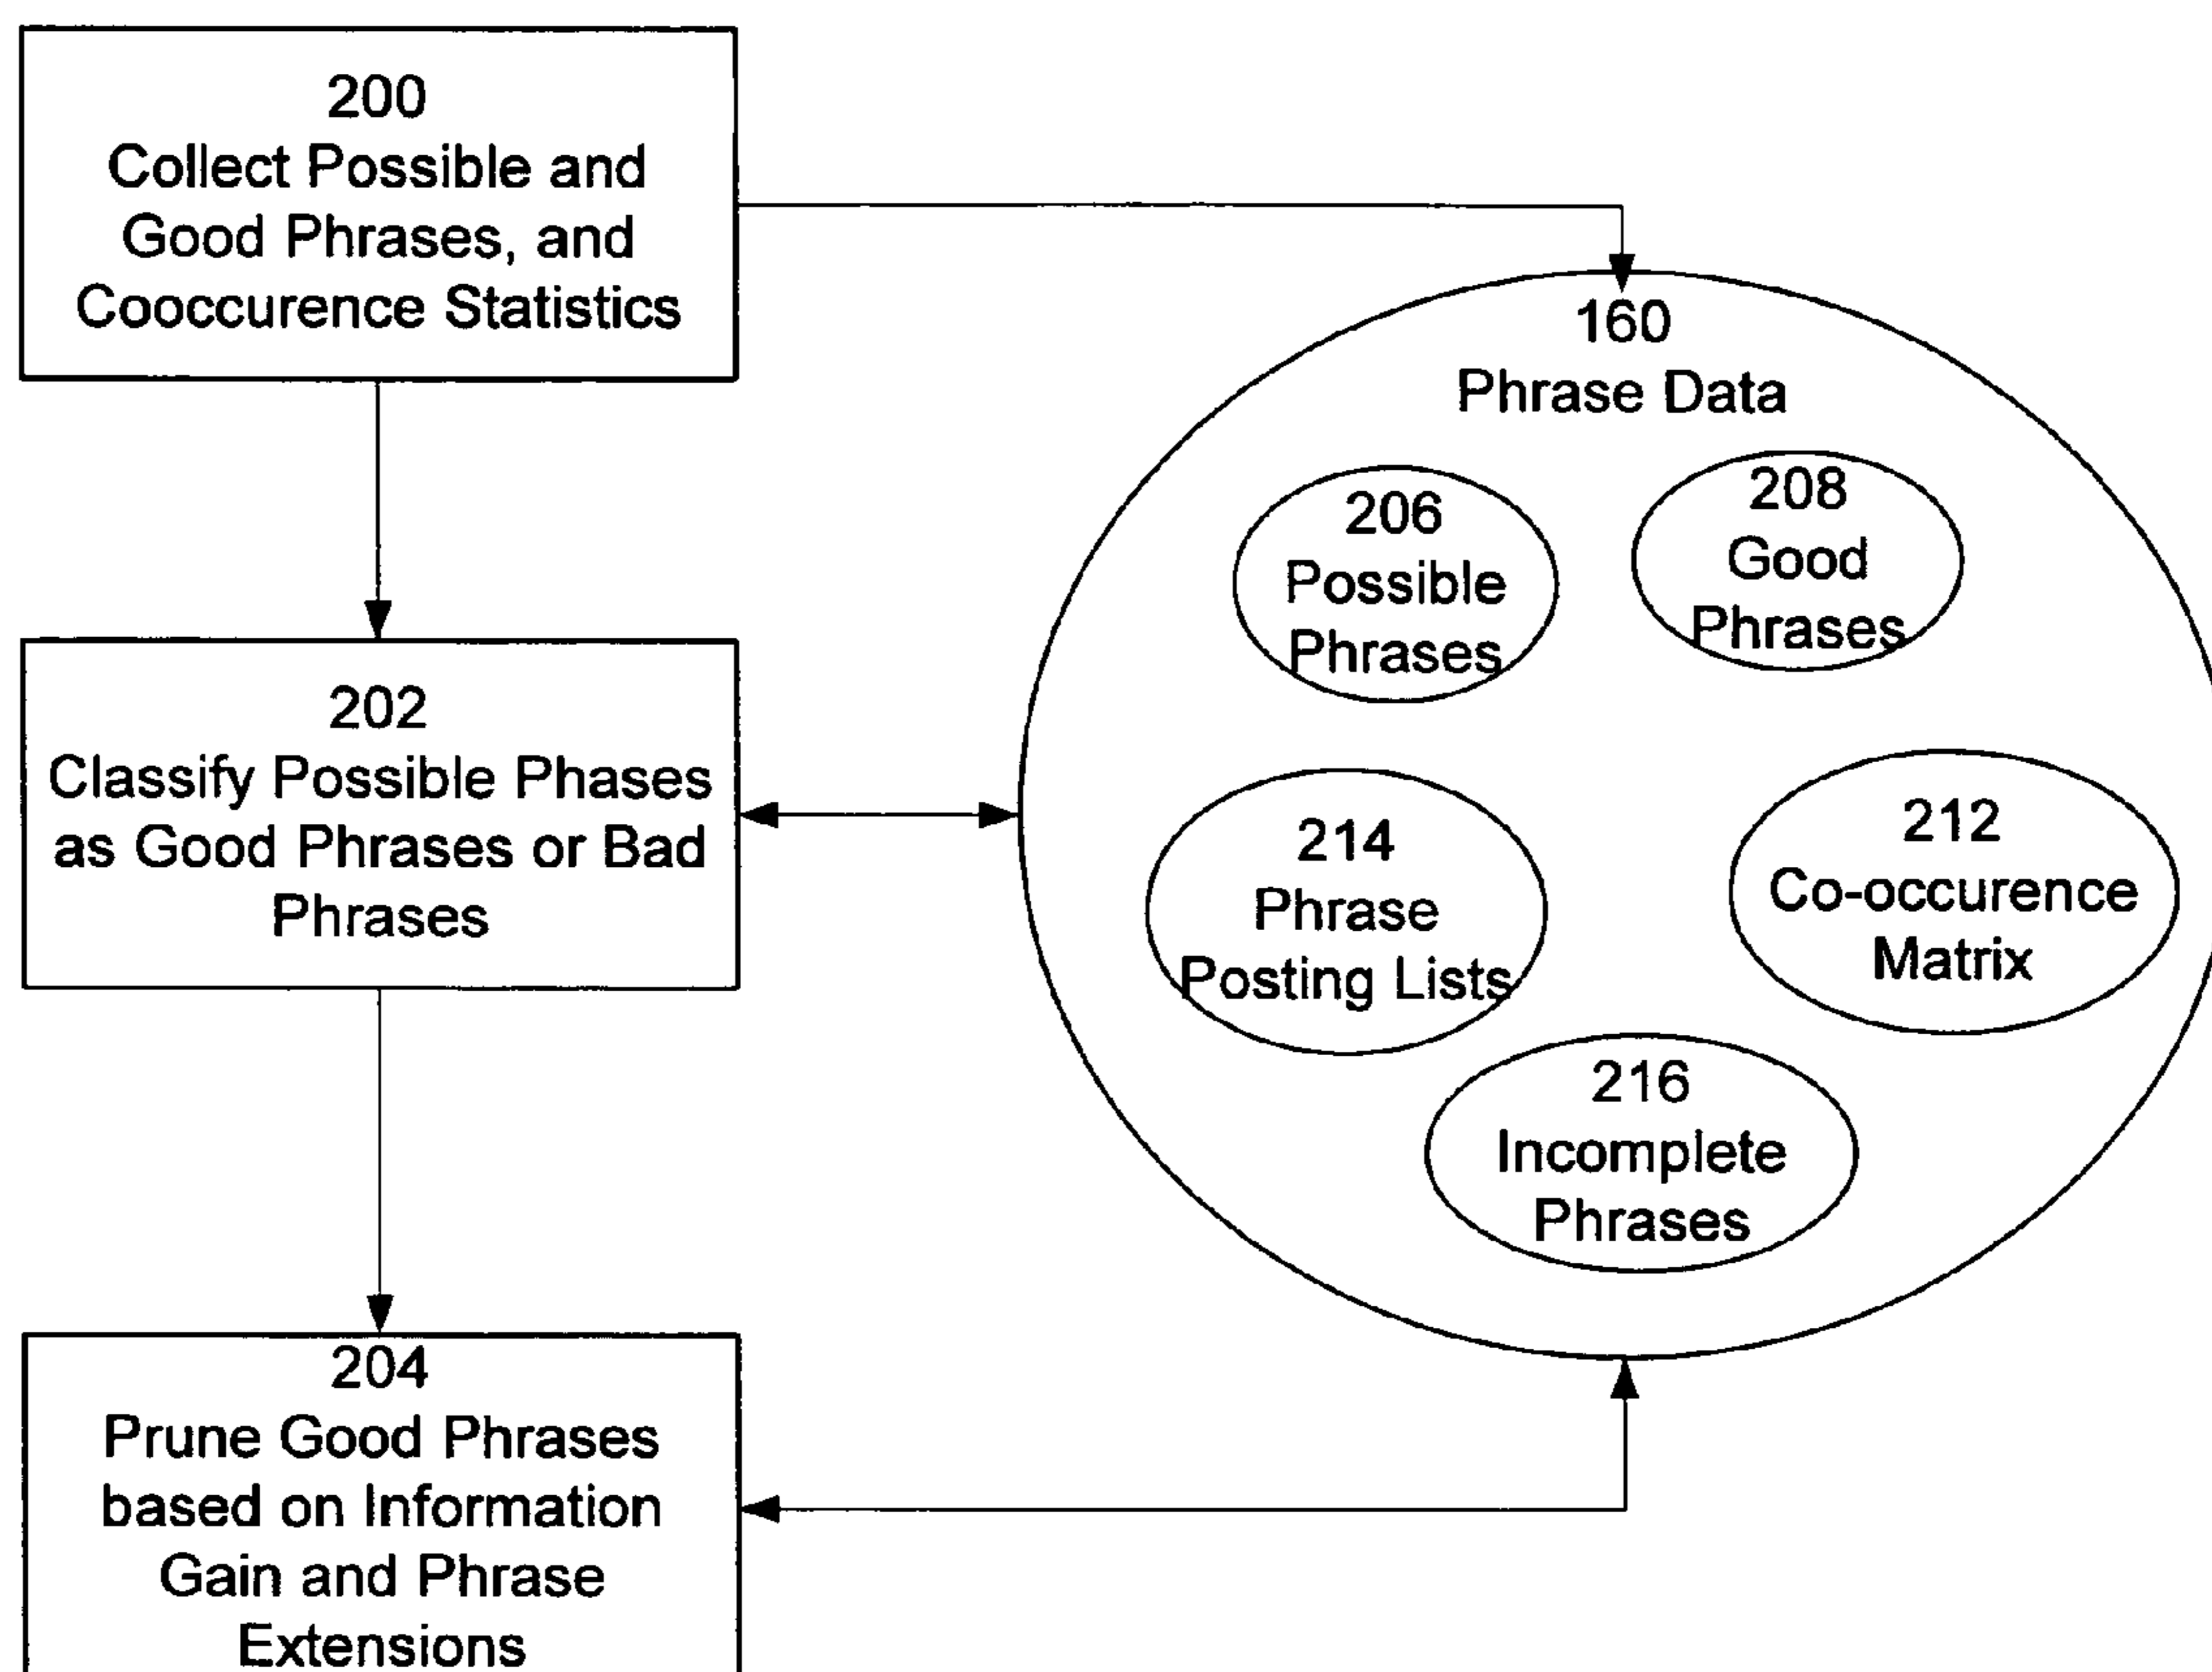 200
Collect Possible and
Good Phrases, and
Cooccurence Statistics
160
Phrase Data
206
Possible
Phrases
208
Good
Phrases
202
Classify Possible Phases
as Good Phrases or Bad
Phrases
214
Phrase
Posting Lists
212
Co-occurence
Matrix
216
Incomplete
Phrases
204
Prune Good Phrases
based on Information
Gain and Phrase
Extensions